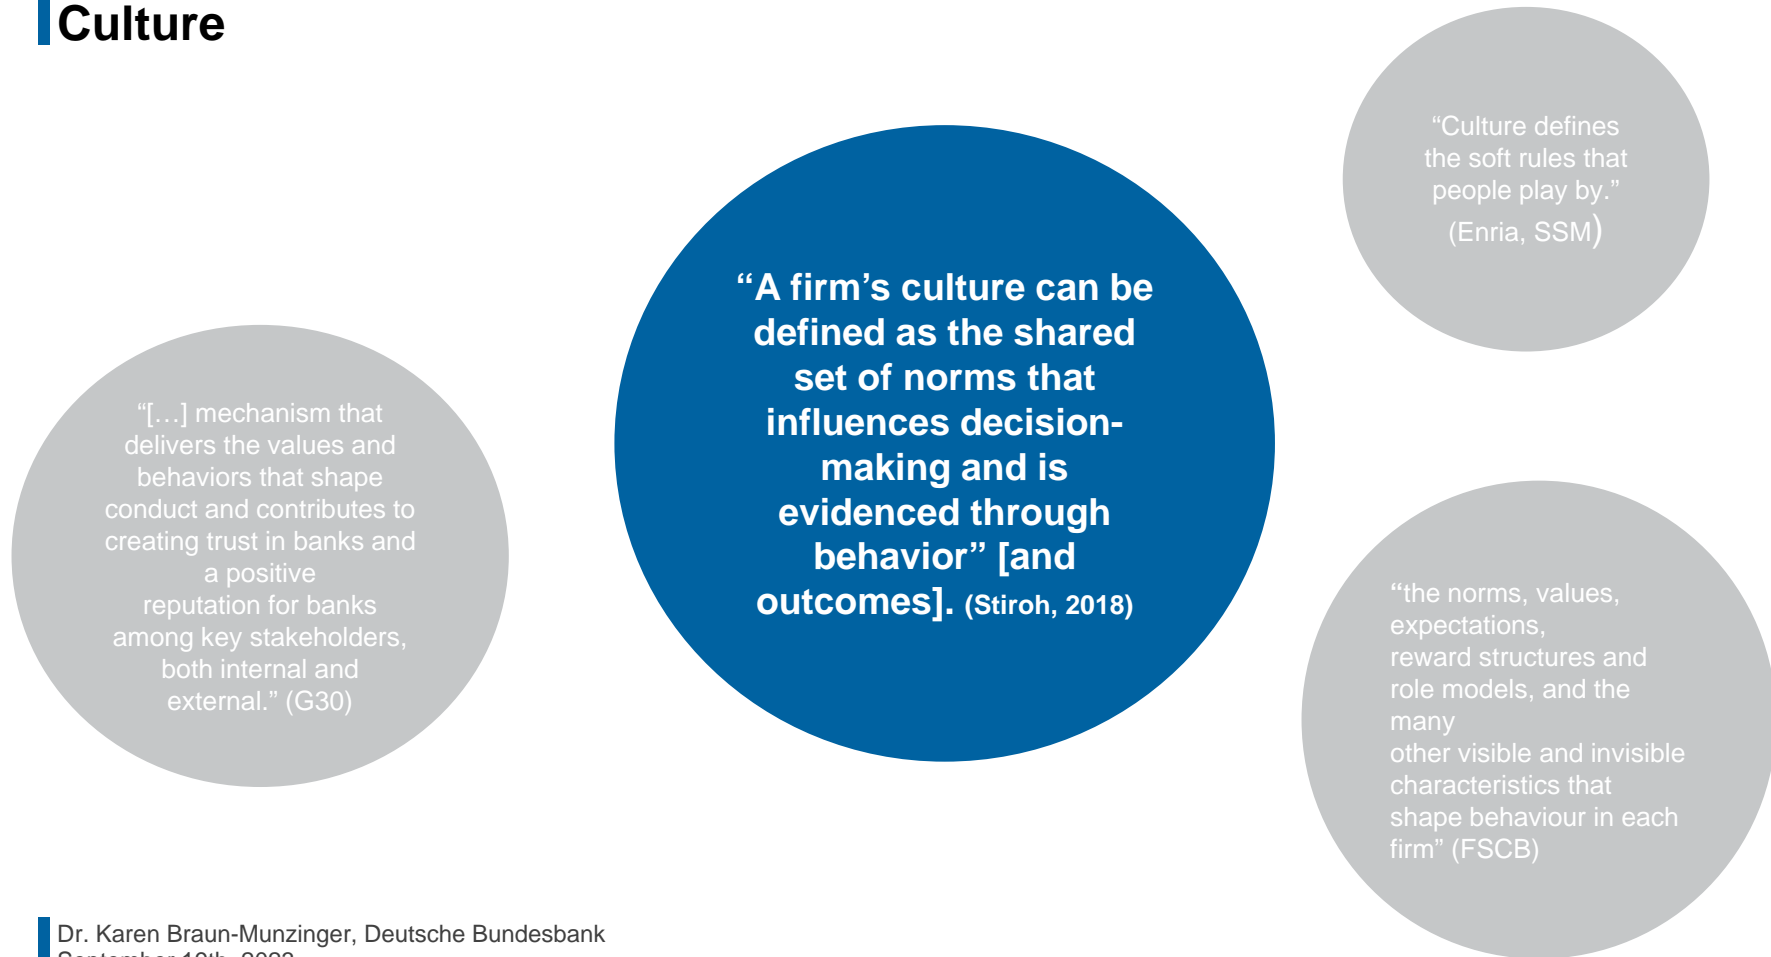 Culture
“Culture defines
the soft rules that
people play by.”
(Enria, SSM)
“A firm’s culture can be
defined as the shared
set of norms that
influences decision-
making and is
evidenced through
behavior” [and
outcomes]. (Stiroh, 2018)
“[…] mechanism that
delivers the values and
behaviors that shape
conduct and contributes to
creating trust in banks and
a positive
reputation for banks
among key stakeholders,
both internal and
external.” (G30)
“the norms, values,
expectations,
reward structures and
role models, and the
many
other visible and invisible
characteristics that
shape behaviour in each
firm” (FSCB)
Dr. Karen Braun-Munzinger, Deutsche Bundesbank
September